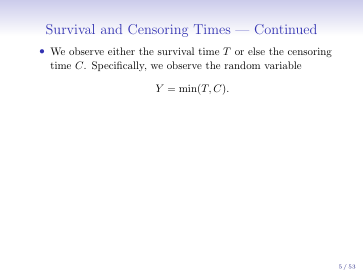 Survival and Censoring Times — Continued
• We observe either the survival time T or else the censoring
time C. Specifically, we observe the random variable
Y = min(T, C).
5 / 53